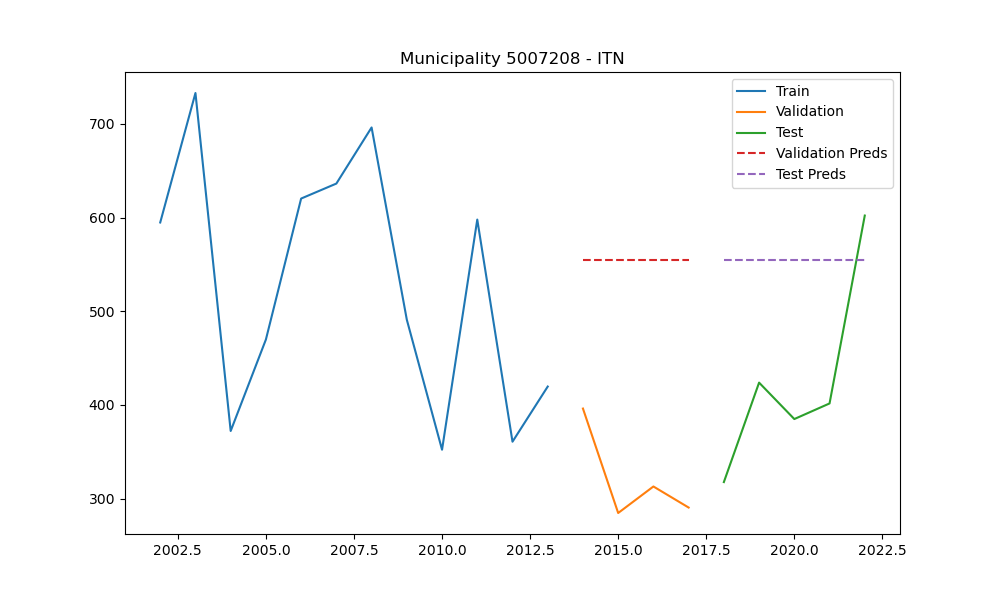 Municipality 5007208 - ITN
Train
Validation
Test
Validation Preds
Test Preds
700
600
500
400
300
2002.5 2005.0 2007.5 2010.0 2012.5 2015.0 2017.5 2020.0 2022.5